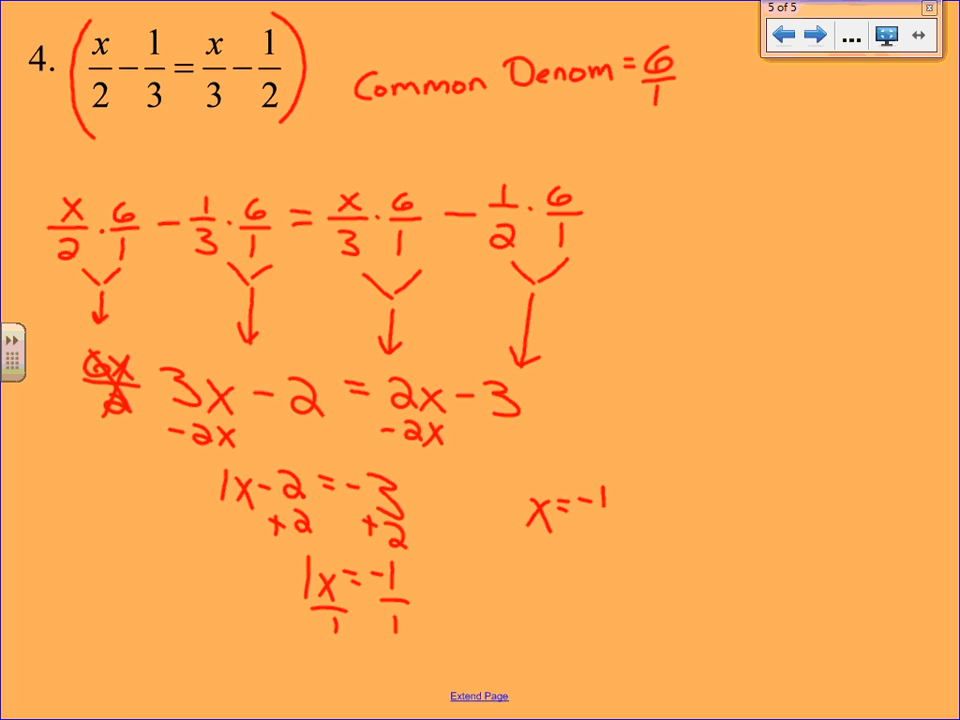 5 of 5
4. (x/2 − 1/3 = x/3 − 1/2)
Common Denom = 6/1
x/2 · 6/1 − 1/3 · 6/1 = x/3 · 6/1 − 1/2 · 6/1
6x/2 3x − 2 = 2x − 3
−2x −2x
1x − 2 = −3
+2 +2
x = −1
1x/1 = −1/1
Extend Page